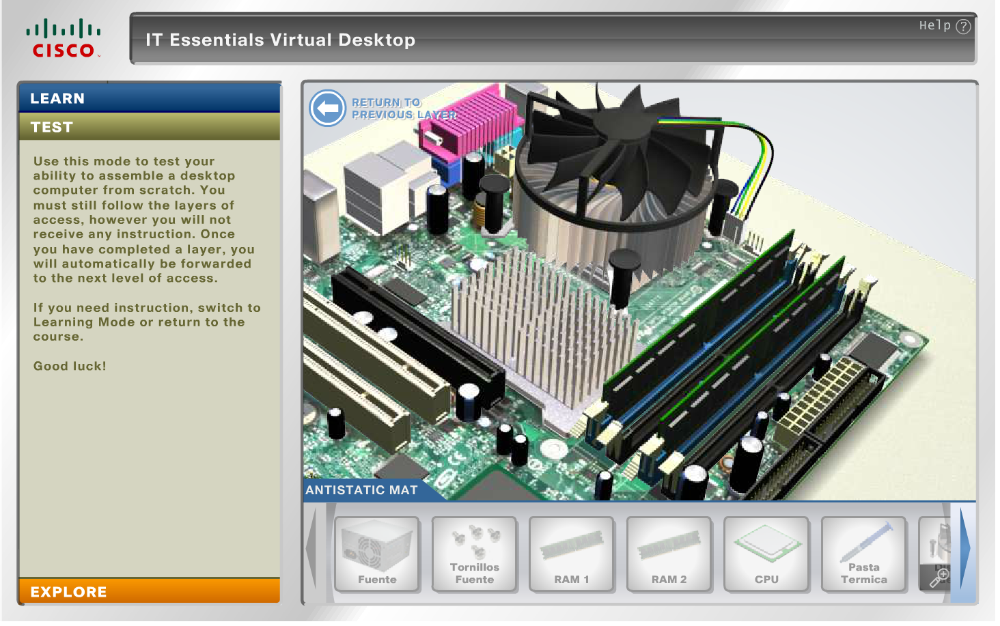 CISCO
IT Essentials Virtual Desktop
Help ?
LEARN
TEST
Use this mode to test your
ability to assemble a desktop
computer from scratch. You
must still follow the layers of
access, however you will not
receive any instruction. Once
you have completed a layer, you
will automatically be forwarded
to the next level of access.
If you need instruction, switch to
Learning Mode or return to the
course.
Good luck!
EXPLORE
RETURN TO
PREVIOUS LAYER
ANTISTATIC MAT
Fuente
Tornillos
Fuente
RAM 1
RAM 2
CPU
Pasta
Termica